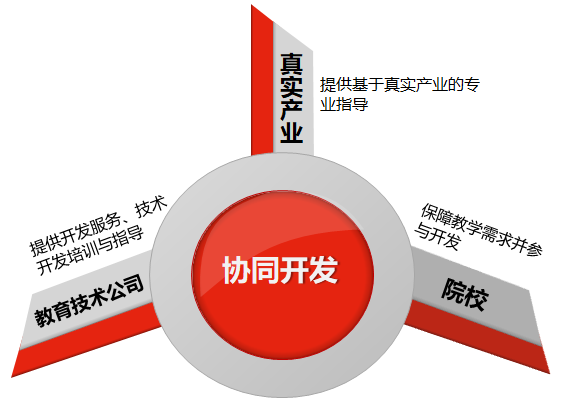 真实产业
提供基于真实产业的专
业指导
提供开发服务、技术
开发培训与指导
教育技术公司
协同开发
保障教学需求并参
与开发
院校